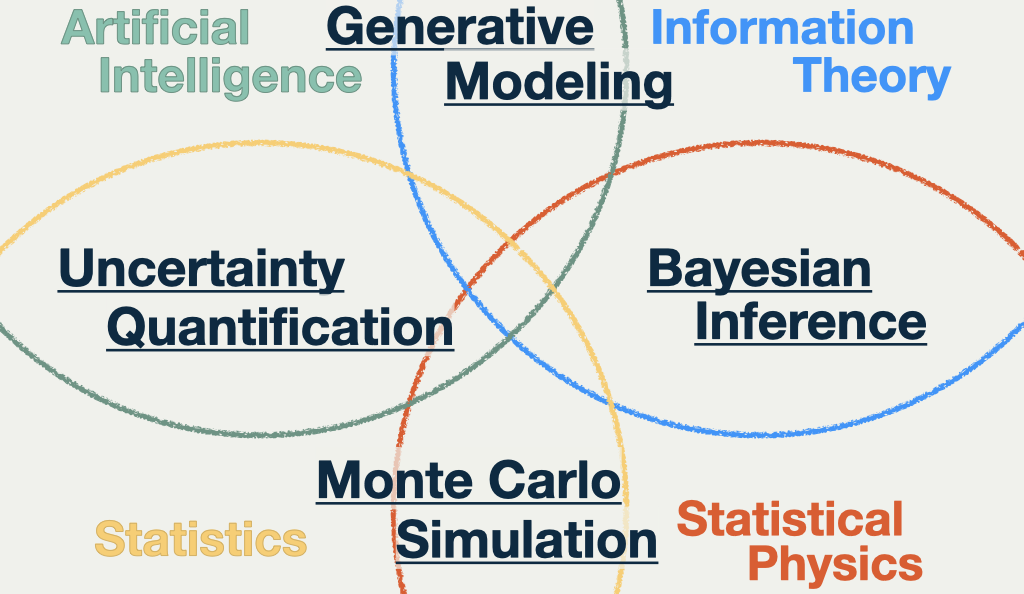 Artificial
Intelligence
Generative
Modeling
Information
Theory
Uncertainty
Quantification
Bayesian
Inference
Monte Carlo
Simulation
Statistics
Statistical
Physics